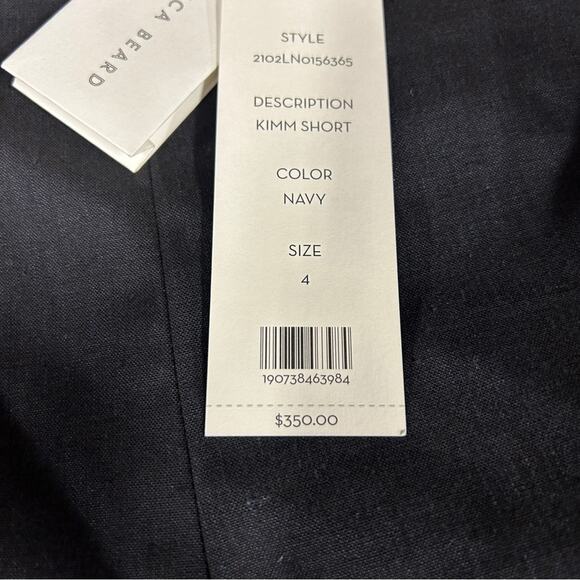 CA BEARD
STYLE
2102LN0156365
DESCRIPTION
KIMM SHORT
COLOR
NAVY
SIZE
4
190738463984
$350.00